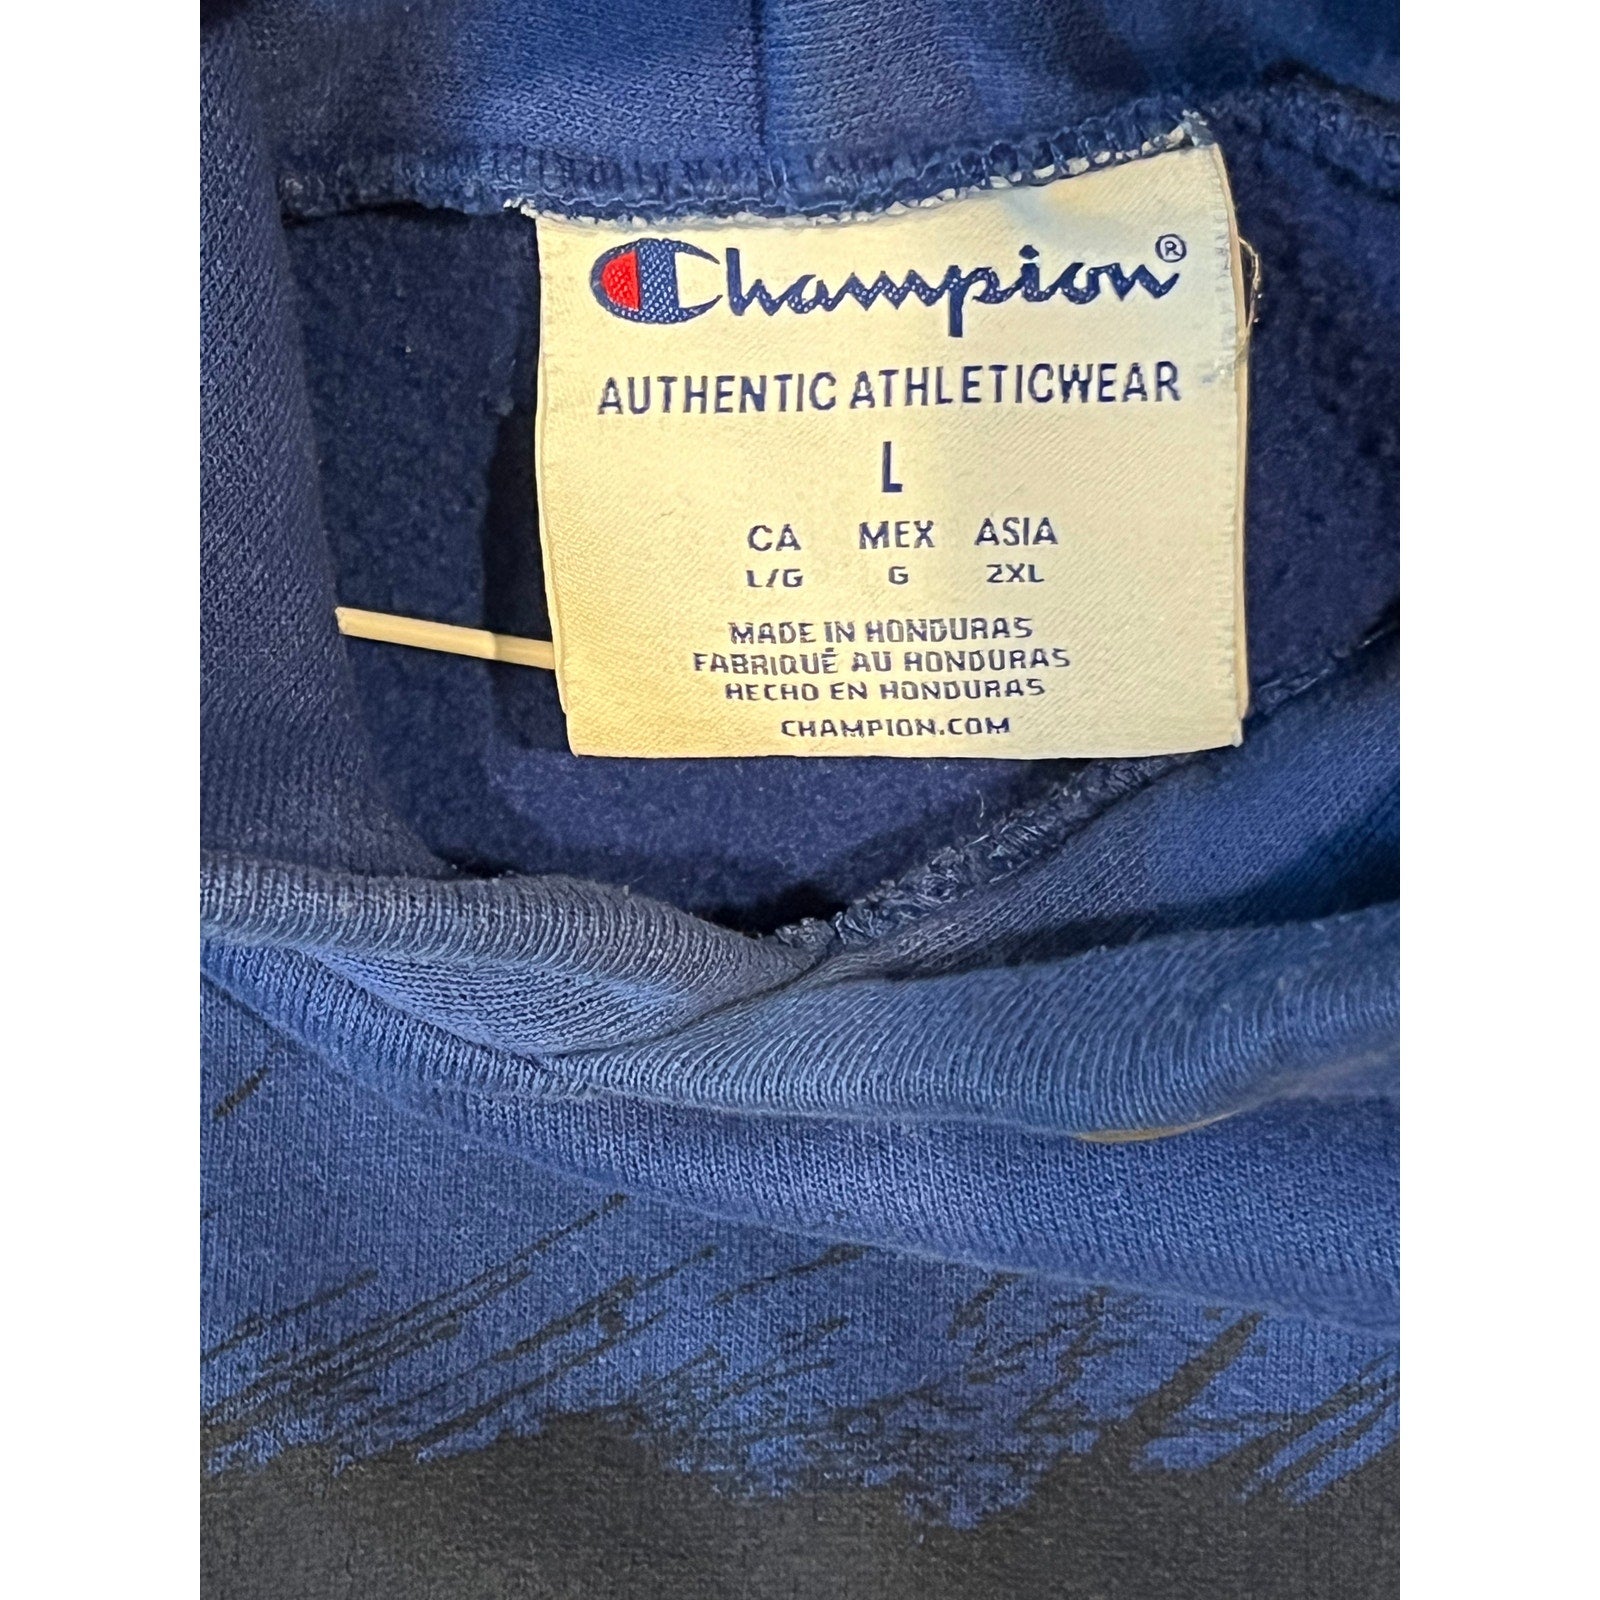 Champion®
AUTHENTIC ATHLETICWEAR
L
CA MEX ASIA
L/G G 2XL
MADE IN HONDURAS
FABRIQUÉ AU HONDURAS
HECHO EN HONDURAS
CHAMPION.COM